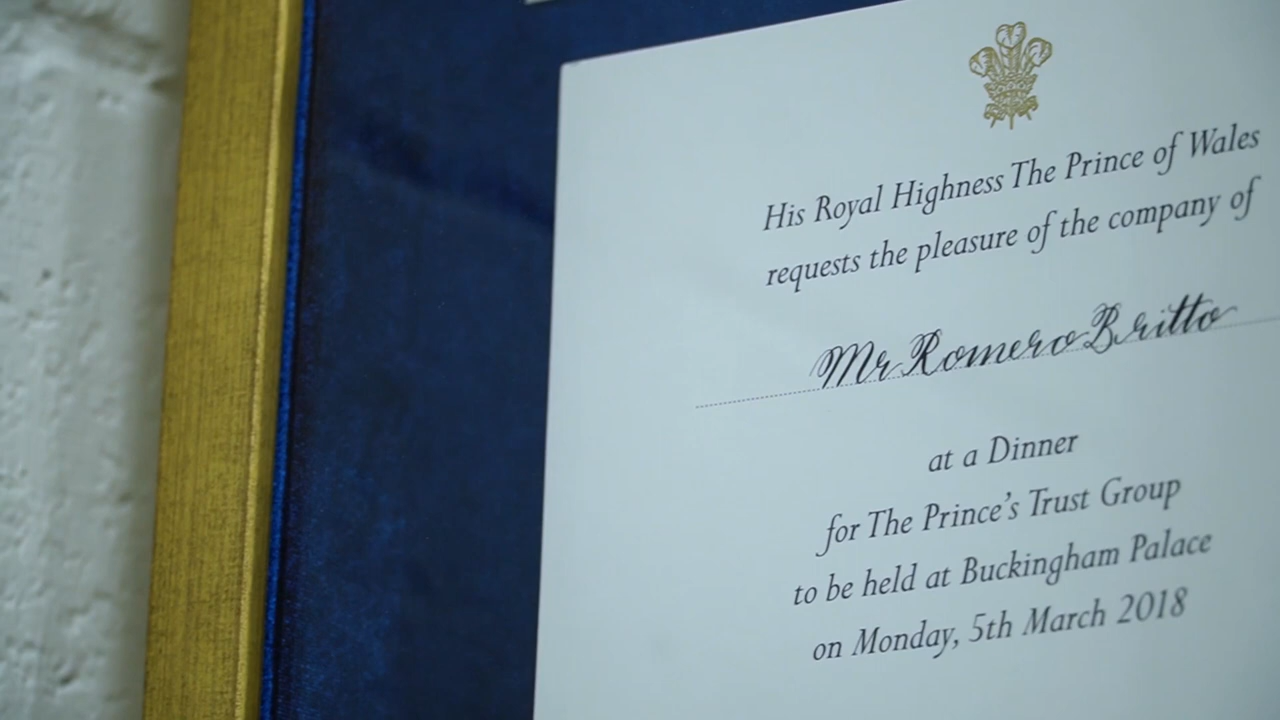 His Royal Highness The Prince of Wales
requests the pleasure of the company of
Mr Romero Britto
at a Dinner
for The Prince's Trust Group
to be held at Buckingham Palace
on Monday, 5th March 2018